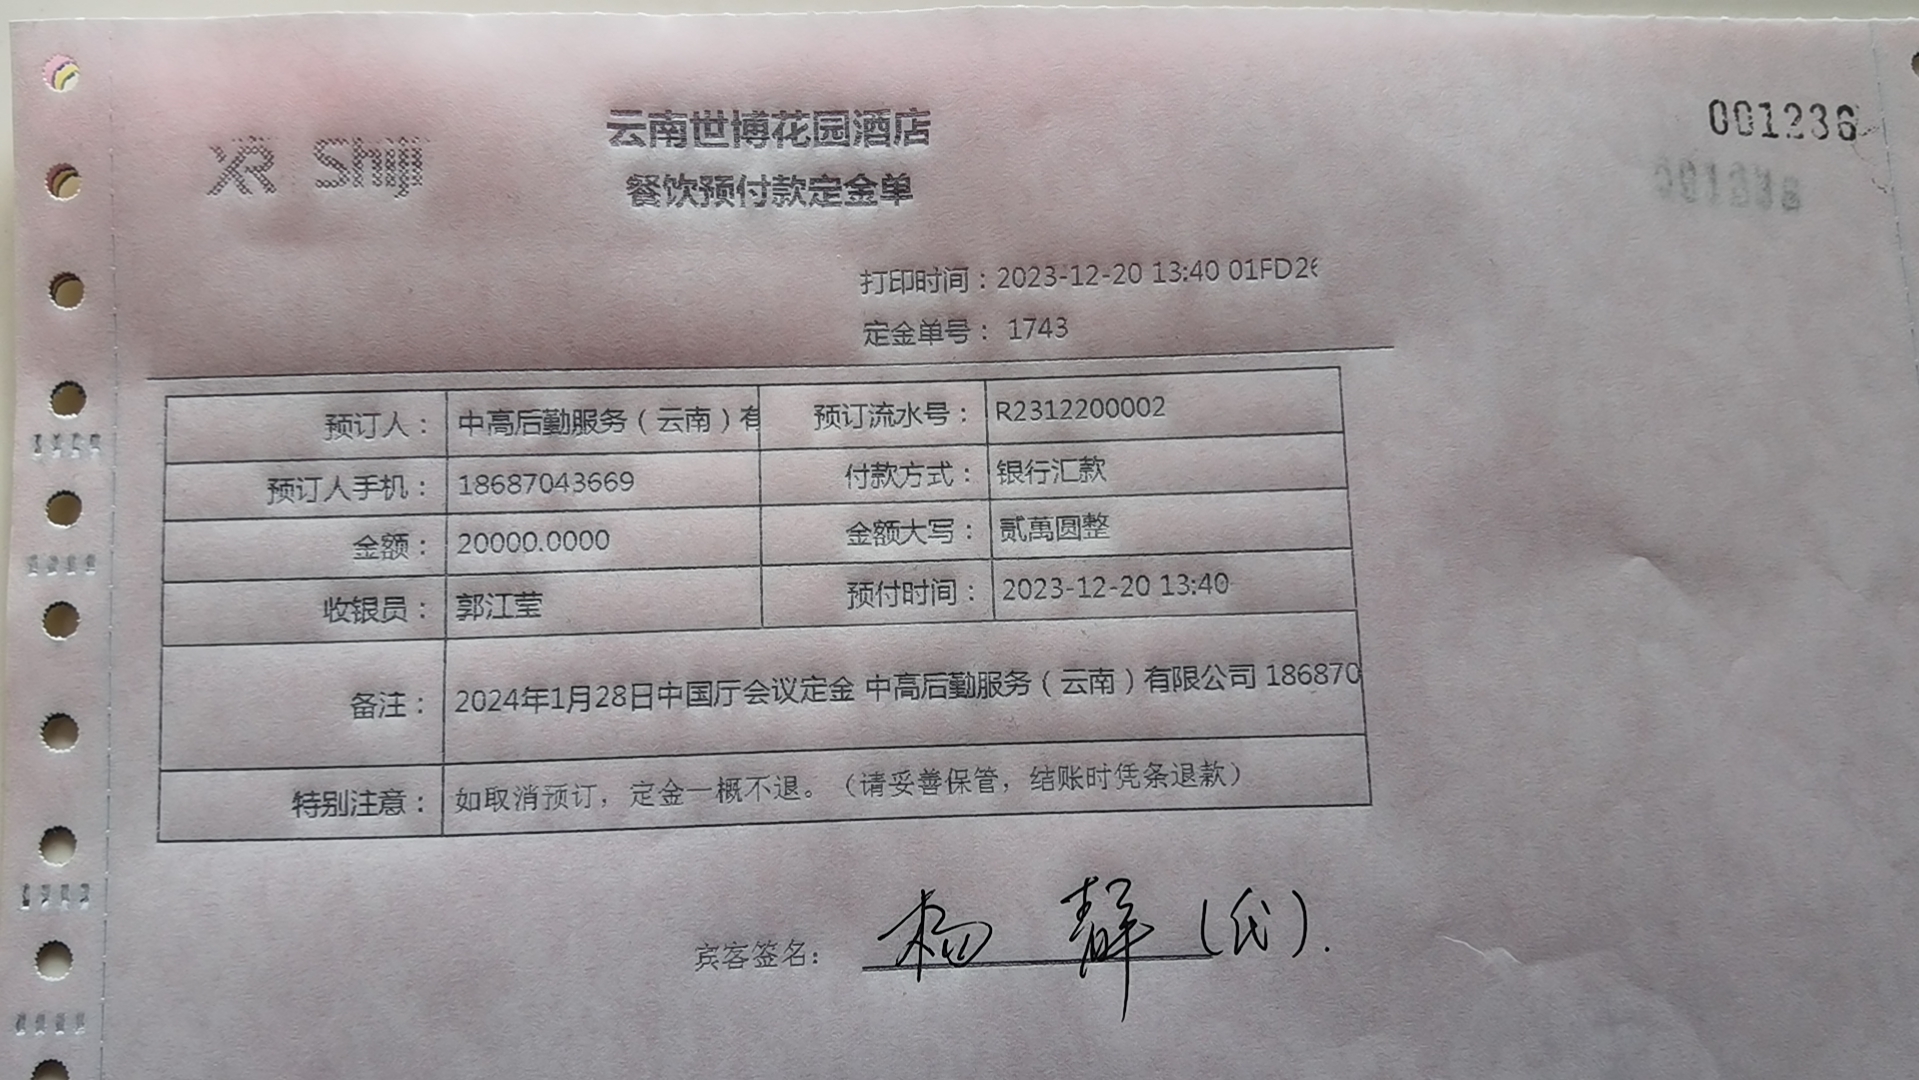 001236
XR Shiji
云南世博花园酒店
餐饮预付款定金单
打印时间：2023-12-20 13:40 01FD26
定金单号： 1743
预订人： 中高后勤服务（云南）有 预订流水号： R2312200002
预订人手机： 18687043669 付款方式： 银行汇款
金额： 20000.0000 金额大写： 贰萬圆整
收银员： 郭江莹 预付时间： 2023-12-20 13:40
备注： 2024年1月28日中国厅会议定金 中高后勤服务（云南）有限公司 186870
特别注意： 如取消预订，定金一概不退。（请妥善保管，结账时凭条退款）
宾客签名： 杨 群（代）.